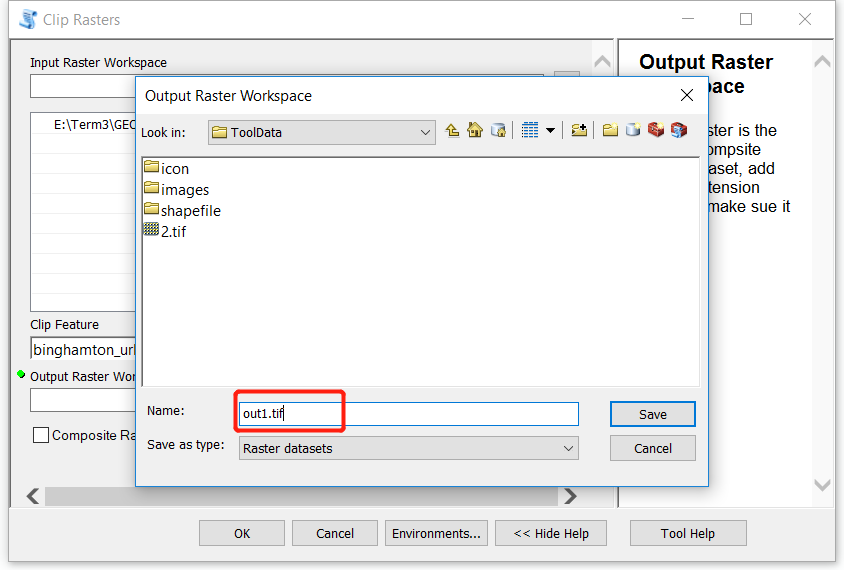 Clip Rasters
Input Raster Workspace
E:\Term3\GEC
Clip Feature
binghamton_url
Output Raster Wor
Composite Ra
Output Raster Workspace
Look in:
ToolData
icon
images
shapefile
2.tif
Name:
out1.tif
Save
Save as type:
Raster datasets
Cancel
Output Raster
pace
ster is the
ompsite
aset, add
tension
make sue it
OK
Cancel
Environments...
<< Hide Help
Tool Help